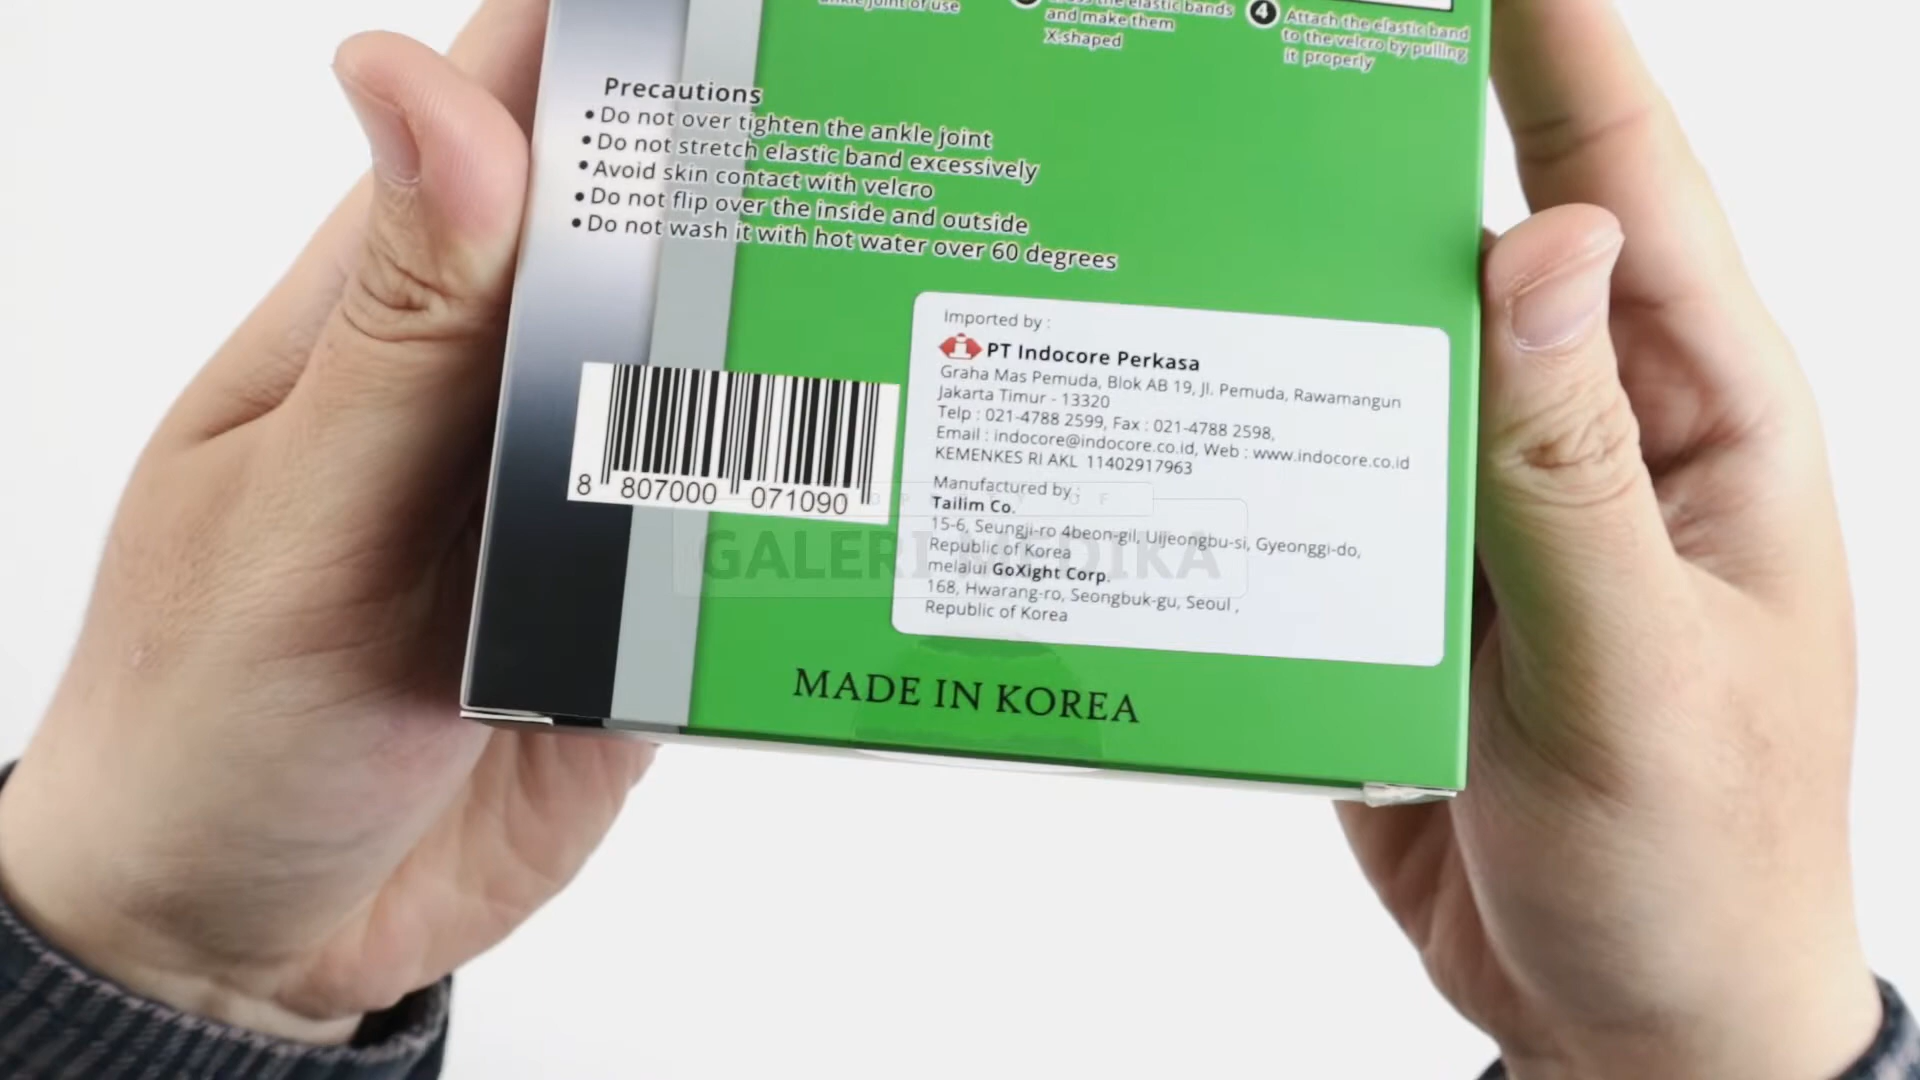 ankle joint of use
the elastic bands
and make them
X-shaped
4 Attach the elastic band
to the velcro by pulling
it properly
Precautions
• Do not over tighten the ankle joint
• Do not stretch elastic band excessively
• Avoid skin contact with velcro
• Do not flip over the inside and outside
• Do not wash it with hot water over 60 degrees
Imported by :
PT Indocore Perkasa
Graha Mas Pemuda, Blok AB 19, Jl. Pemuda, Rawamangun
Jakarta Timur - 13320
Telp : 021-4788 2599, Fax : 021-4788 2598,
Email : indocore@indocore.co.id, Web : www.indocore.co.id
KEMENKES RI AKL 11402917963
Manufactured by :
Tailim Co.
15-6, Seungji-ro 4beon-gil, Uijeongbu-si, Gyeonggi-do,
Republic of Korea
melalui GoXight Corp.
168, Hwarang-ro, Seongbuk-gu, Seoul ,
Republic of Korea
8 807000 071090
GALERI MEDIKA
MADE IN KOREA